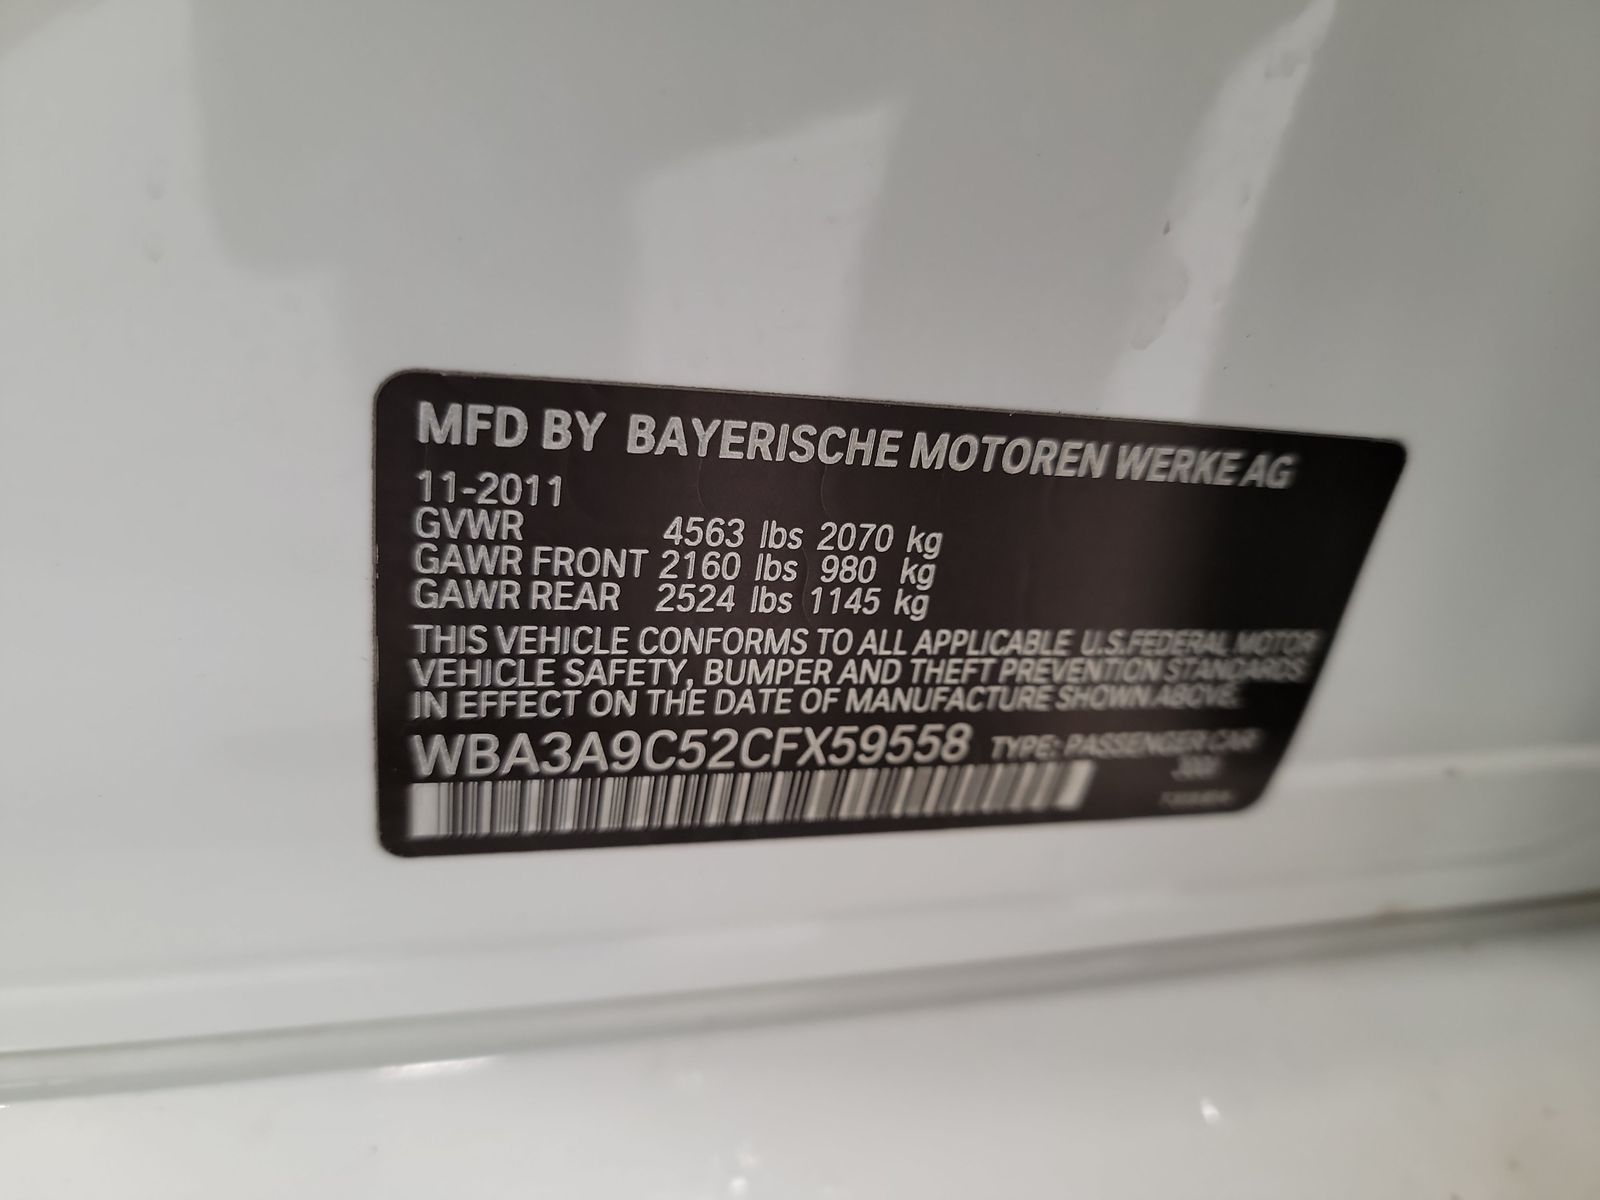 MFD BY BAYERISCHE MOTOREN WERKE AG
11-2011
GVWR 4563 lbs 2070 kg
GAWR FRONT 2160 lbs 980 kg
GAWR REAR 2524 lbs 1145 kg
THIS VEHICLE CONFORMS TO ALL APPLICABLE U.S.FEDERAL MOTOR
VEHICLE SAFETY, BUMPER AND THEFT PREVENTION STANDARDS
IN EFFECT ON THE DATE OF MANUFACTURE SHOWN ABOVE.
WBA3A9C52CFX59558 TYPE: PASSENGER CAR